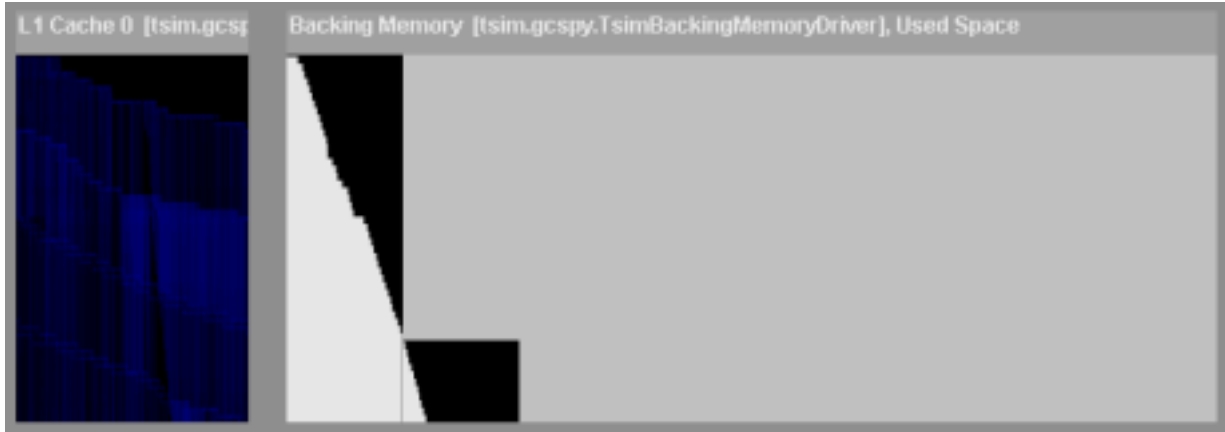 L1 Cache 0 [tsim.gcsp
Backing Memory [tsim.gcspy.TsimBackingMemoryDriver], Used Space